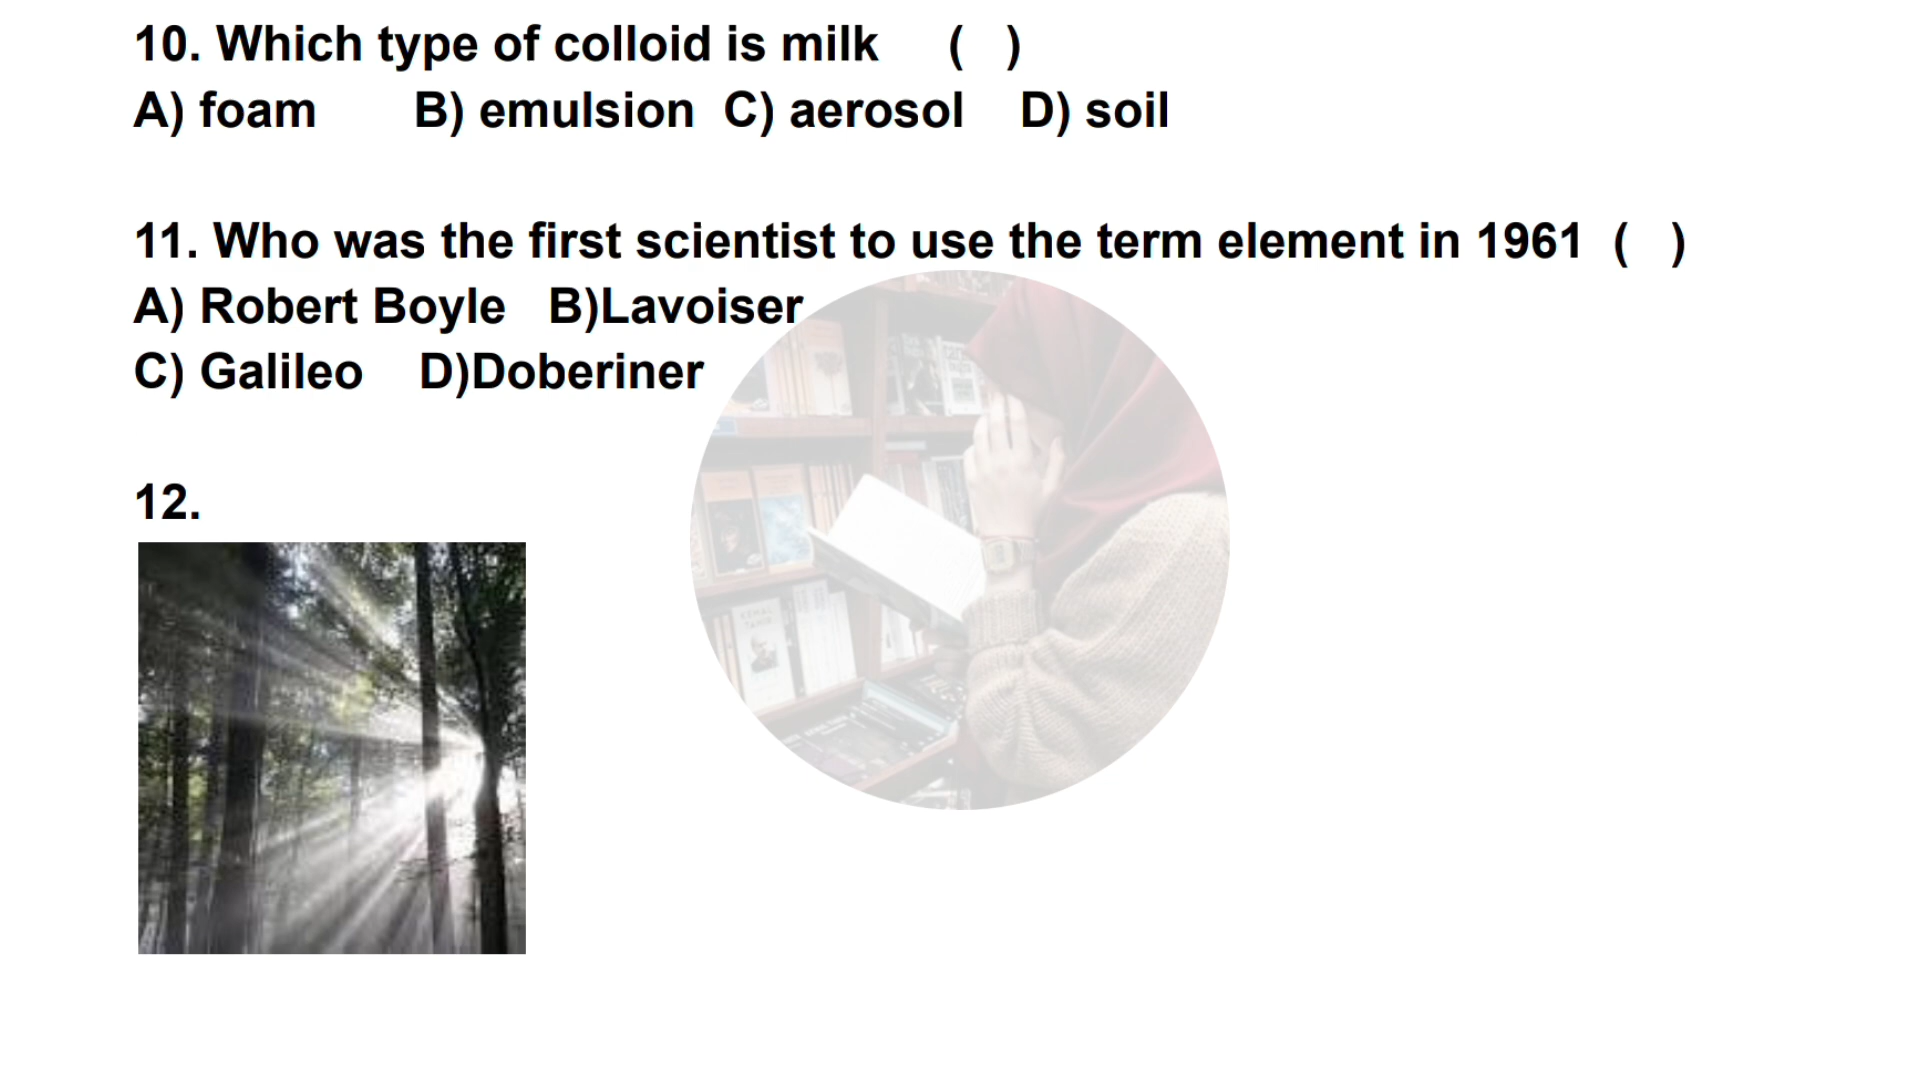 10. Which type of colloid is milk ( )
A) foam B) emulsion C) aerosol D) soil
11. Who was the first scientist to use the term element in 1961 ( )
A) Robert Boyle B)Lavoiser
C) Galileo D)Doberiner
12.